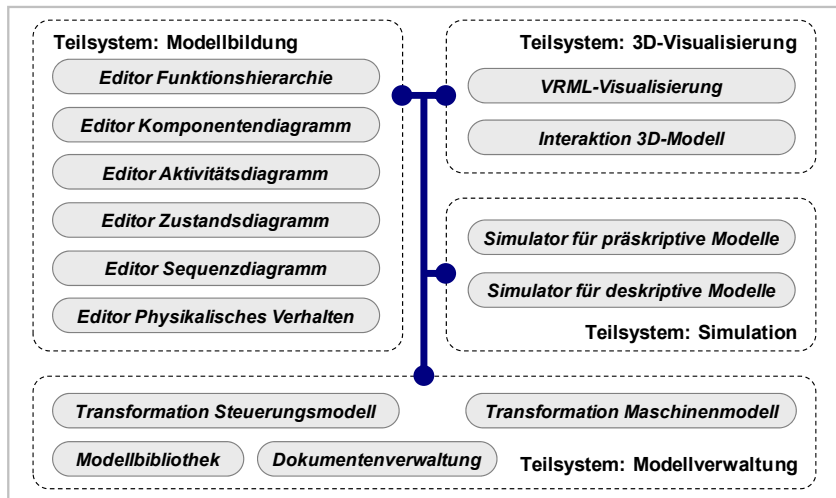 Teilsystem: Modellbildung
Editor Funktionshierarchie
Editor Komponentendiagramm
Editor Aktivitätsdiagramm
Editor Zustandsdiagramm
Editor Sequenzdiagramm
Editor Physikalisches Verhalten
Teilsystem: 3D-Visualisierung
VRML-Visualisierung
Interaktion 3D-Modell
Simulator für präskriptive Modelle
Simulator für deskriptive Modelle
Teilsystem: Simulation
Transformation Steuerungsmodell
Transformation Maschinenmodell
Modellbibliothek
Dokumentenverwaltung
Teilsystem: Modellverwaltung